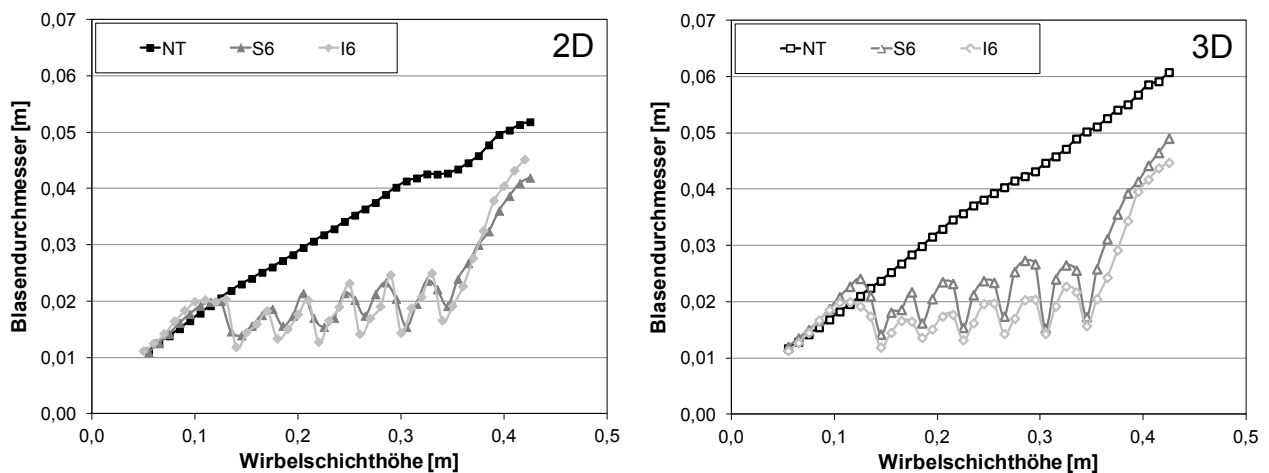 0,07
0,06
0,05
0,04
0,03
0,02
0,01
0,00
Blasendurchmesser [m]
NT S6 I6
2D
0,0 0,1 0,2 0,3 0,4 0,5
Wirbelschichthöhe [m]
0,07
0,06
0,05
0,04
0,03
0,02
0,01
0,00
Blasendurchmesser [m]
NT S6 I6
3D
0,0 0,1 0,2 0,3 0,4 0,5
Wirbelschichthöhe [m]